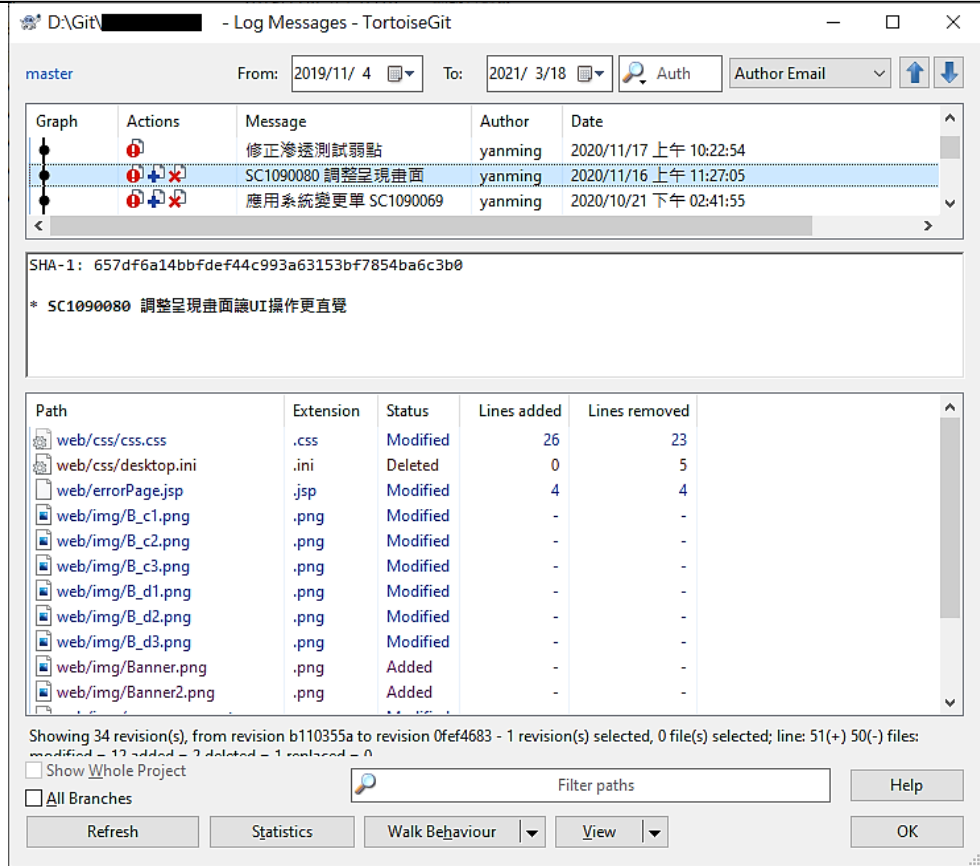 D:\Git\ - Log Messages - TortoiseGit
master From: 2019/11/ 4 To: 2021/ 3/18 Auth Author Email
Graph Actions Message Author Date
修正滲透測試弱點 yanming 2020/11/17 上午 10:22:54
SC1090080 調整呈現畫面 yanming 2020/11/16 上午 11:27:05
應用系統變更單 SC1090069 yanming 2020/10/21 下午 02:41:55
SHA-1: 657df6a14bbfdef44c993a63153bf7854ba6c3b0
* SC1090080 調整呈現畫面讓UI操作更直覺
Path Extension Status Lines added Lines removed
web/css/css.css .css Modified 26 23
web/css/desktop.ini .ini Deleted 0 5
web/errorPage.jsp .jsp Modified 4 4
web/img/B_c1.png .png Modified - -
web/img/B_c2.png .png Modified - -
web/img/B_c3.png .png Modified - -
web/img/B_d1.png .png Modified - -
web/img/B_d2.png .png Modified - -
web/img/B_d3.png .png Modified - -
web/img/Banner.png .png Added - -
web/img/Banner2.png .png Added - -
Showing 34 revision(s), from revision b110355a to revision 0fef4683 - 1 revision(s) selected, 0 file(s) selected; line: 51(+) 50(-) files:
modified = 12 added = 2 deleted = 1 replaced = 0
Show Whole Project
All Branches
Filter paths
Help
Refresh Statistics Walk Behaviour View OK